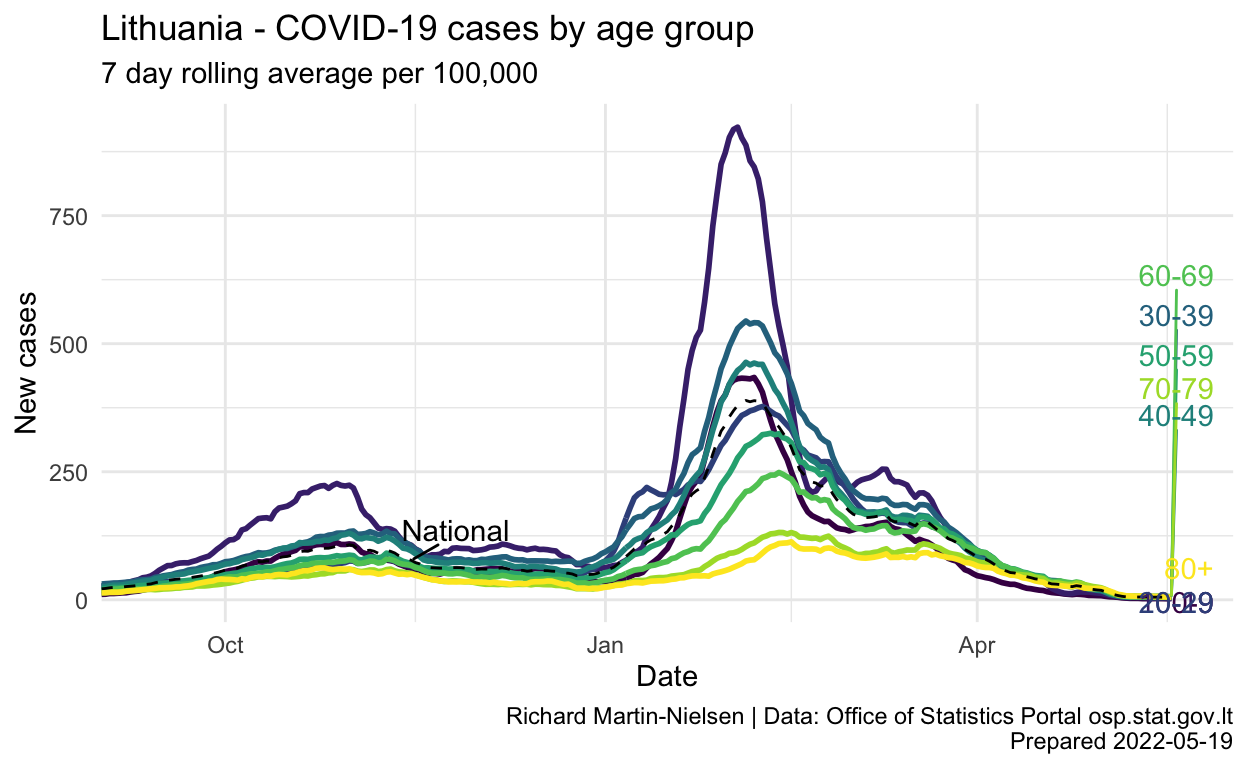 Lithuania - COVID-19 cases by age group
7 day rolling average per 100,000
New cases
750
500
250
0
National
60-69
30-39
50-59
70-79
40-49
80+
Oct
Jan
Apr
Date
Richard Martin-Nielsen | Data: Office of Statistics Portal osp.stat.gov.lt
Prepared 2022-05-19